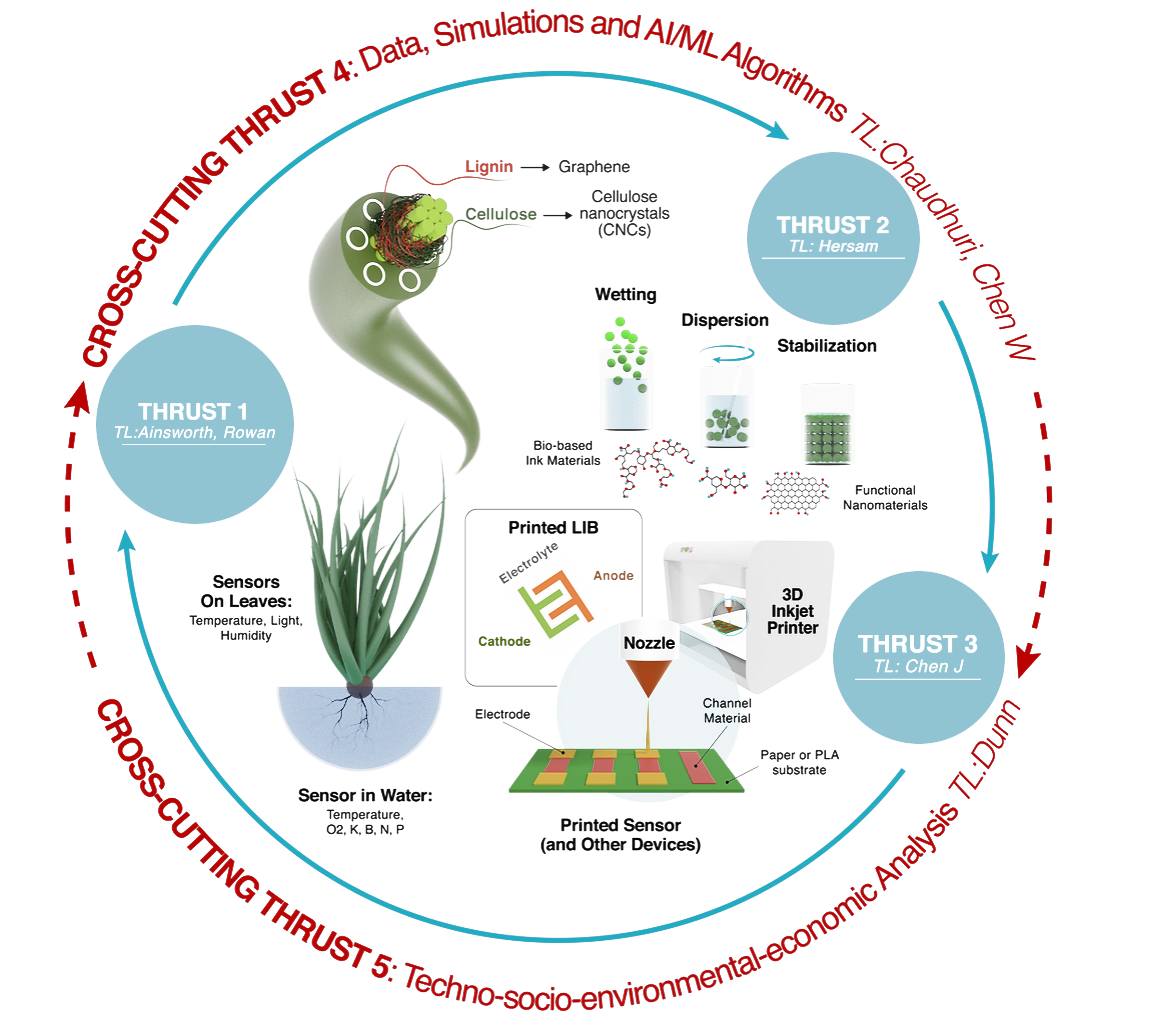 CROSS-CUTTING THRUST 4: Data, Simulations and AI/ML Algorithms TL:Chaudhuri, Chen W
Lignin → Graphene
Cellulose → Cellulose
nanocrystals
(CNCs)
THRUST 2
TL: Hersam
Wetting
Dispersion
Stabilization
THRUST 1
TL:Ainsworth, Rowan
Bio-based
Ink Materials
Functional
Nanomaterials
Printed LIB
Electrolyte
Anode
Cathode
3D
Inkjet
Printer
Nozzle
Sensors
On Leaves:
Temperature, Light,
Humidity
THRUST 3
TL: Chen J
Electrode
Channel
Material
Paper or PLA
substrate
Sensor in Water:
Temperature,
O2, K, B, N, P
Printed Sensor
(and Other Devices)
CROSS-CUTTING THRUST 5: Techno-socio-environmental-economic Analysis TL:Dunn